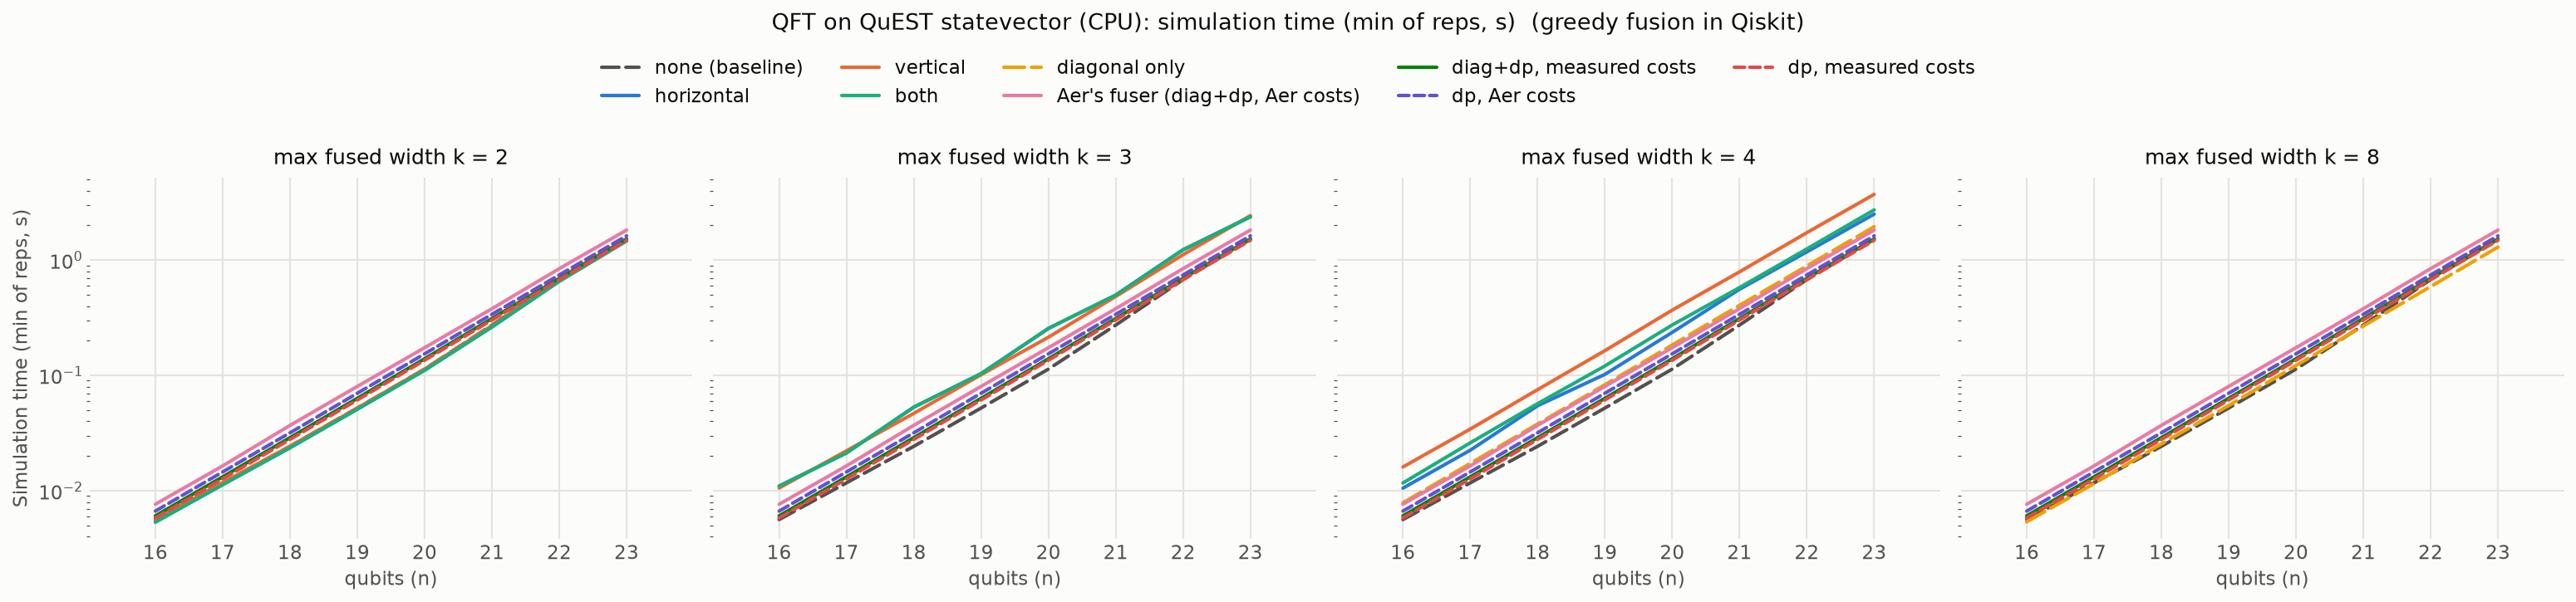 QFT on QuEST statevector (CPU): simulation time (min of reps, s)  (greedy fusion in Qiskit)
none (baseline)
horizontal
vertical
both
diagonal only
Aer's fuser (diag+dp, Aer costs)
diag+dp, measured costs
dp, Aer costs
dp, measured costs
max fused width k = 2
max fused width k = 3
max fused width k = 4
max fused width k = 8
Simulation time (min of reps, s)
10⁰
10⁻¹
10⁻²
16 17 18 19 20 21 22 23
qubits (n)
16 17 18 19 20 21 22 23
qubits (n)
16 17 18 19 20 21 22 23
qubits (n)
16 17 18 19 20 21 22 23
qubits (n)